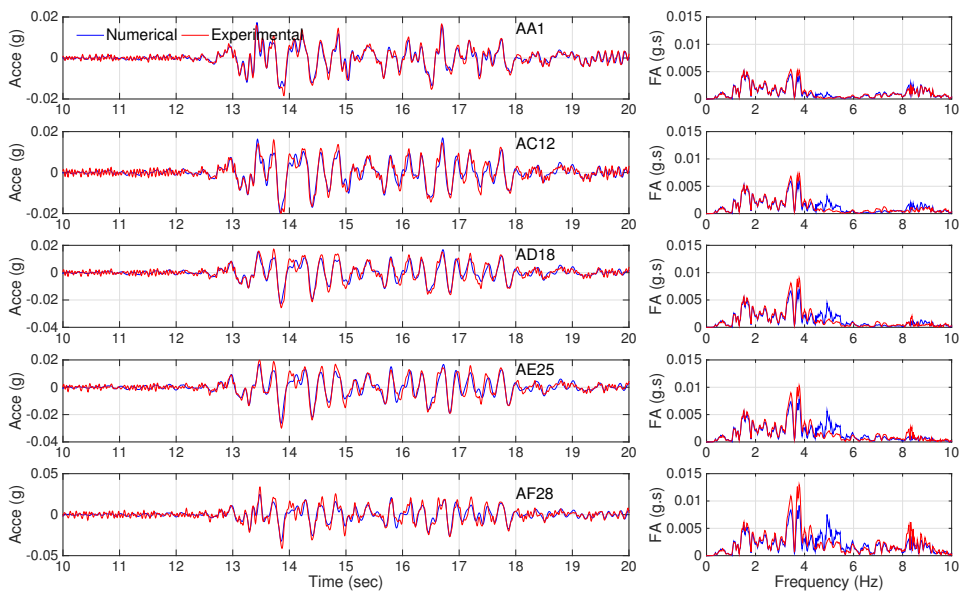 0.02
0
-0.02
Acce (g)
Numerical
Experimental
AA1
10 11 12 13 14 15 16 17 18 19 20
0.015
0.01
0.005
0
FA (g.s)
0 2 4 6 8 10
0.02
0
-0.02
Acce (g)
AC12
10 11 12 13 14 15 16 17 18 19 20
0.015
0.01
0.005
0
FA (g.s)
0 2 4 6 8 10
0.02
0
-0.02
-0.04
Acce (g)
AD18
10 11 12 13 14 15 16 17 18 19 20
0.015
0.01
0.005
0
FA (g.s)
0 2 4 6 8 10
0.02
0
-0.02
-0.04
Acce (g)
AE25
10 11 12 13 14 15 16 17 18 19 20
0.015
0.01
0.005
0
FA (g.s)
0 2 4 6 8 10
0.05
0
-0.05
Acce (g)
AF28
10 11 12 13 14 15 16 17 18 19 20
Time (sec)
0.015
0.01
0.005
0
FA (g.s)
0 2 4 6 8 10
Frequency (Hz)